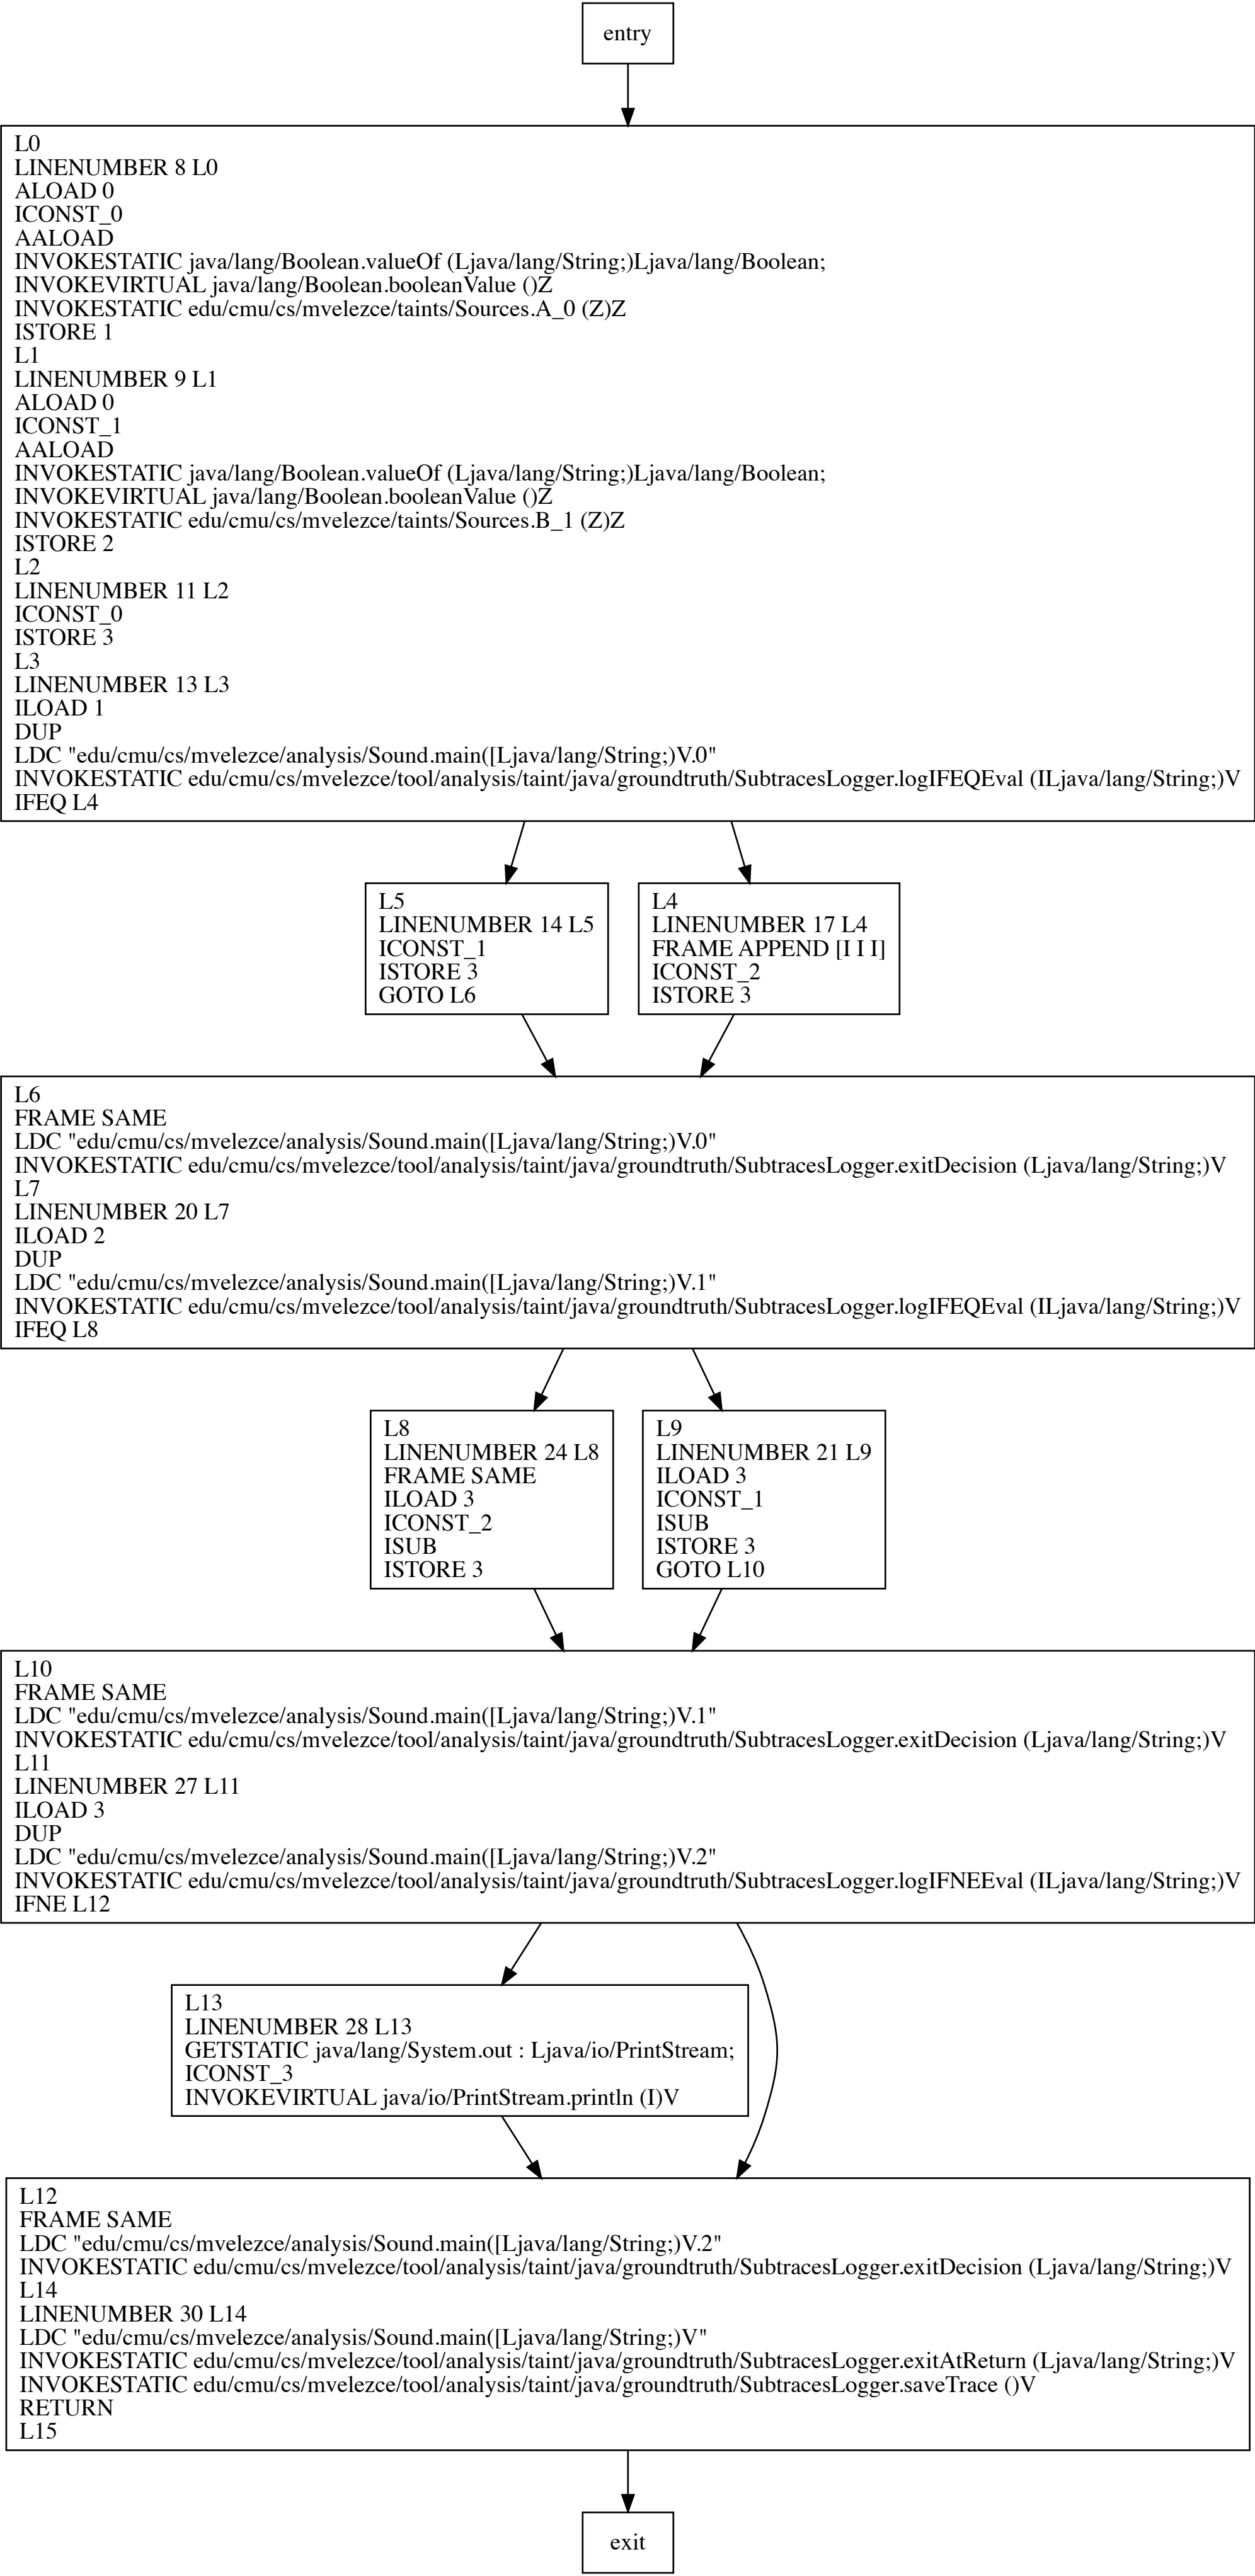 entry
L0
LINENUMBER 8 L0
ALOAD 0
ICONST_0
AALOAD
INVOKESTATIC java/lang/Boolean.valueOf (Ljava/lang/String;)Ljava/lang/Boolean;
INVOKEVIRTUAL java/lang/Boolean.booleanValue ()Z
INVOKESTATIC edu/cmu/cs/mvelezce/taints/Sources.A_0 (Z)Z
ISTORE 1
L1
LINENUMBER 9 L1
ALOAD 0
ICONST_1
AALOAD
INVOKESTATIC java/lang/Boolean.valueOf (Ljava/lang/String;)Ljava/lang/Boolean;
INVOKEVIRTUAL java/lang/Boolean.booleanValue ()Z
INVOKESTATIC edu/cmu/cs/mvelezce/taints/Sources.B_1 (Z)Z
ISTORE 2
L2
LINENUMBER 11 L2
ICONST_0
ISTORE 3
L3
LINENUMBER 13 L3
ILOAD 1
DUP
LDC "edu/cmu/cs/mvelezce/analysis/Sound.main([Ljava/lang/String;)V.0"
INVOKESTATIC edu/cmu/cs/mvelezce/tool/analysis/taint/java/groundtruth/SubtracesLogger.logIFEQEval (ILjava/lang/String;)V
IFEQ L4
L5
LINENUMBER 14 L5
ICONST_1
ISTORE 3
GOTO L6
L4
LINENUMBER 17 L4
FRAME APPEND [I I I]
ICONST_2
ISTORE 3
L6
FRAME SAME
LDC "edu/cmu/cs/mvelezce/analysis/Sound.main([Ljava/lang/String;)V.0"
INVOKESTATIC edu/cmu/cs/mvelezce/tool/analysis/taint/java/groundtruth/SubtracesLogger.exitDecision (Ljava/lang/String;)V
L7
LINENUMBER 20 L7
ILOAD 2
DUP
LDC "edu/cmu/cs/mvelezce/analysis/Sound.main([Ljava/lang/String;)V.1"
INVOKESTATIC edu/cmu/cs/mvelezce/tool/analysis/taint/java/groundtruth/SubtracesLogger.logIFEQEval (ILjava/lang/String;)V
IFEQ L8
L8
LINENUMBER 24 L8
FRAME SAME
ILOAD 3
ICONST_2
ISUB
ISTORE 3
L9
LINENUMBER 21 L9
ILOAD 3
ICONST_1
ISUB
ISTORE 3
GOTO L10
L10
FRAME SAME
LDC "edu/cmu/cs/mvelezce/analysis/Sound.main([Ljava/lang/String;)V.1"
INVOKESTATIC edu/cmu/cs/mvelezce/tool/analysis/taint/java/groundtruth/SubtracesLogger.exitDecision (Ljava/lang/String;)V
L11
LINENUMBER 27 L11
ILOAD 3
DUP
LDC "edu/cmu/cs/mvelezce/analysis/Sound.main([Ljava/lang/String;)V.2"
INVOKESTATIC edu/cmu/cs/mvelezce/tool/analysis/taint/java/groundtruth/SubtracesLogger.logIFNEEval (ILjava/lang/String;)V
IFNE L12
L13
LINENUMBER 28 L13
GETSTATIC java/lang/System.out : Ljava/io/PrintStream;
ICONST_3
INVOKEVIRTUAL java/io/PrintStream.println (I)V
L12
FRAME SAME
LDC "edu/cmu/cs/mvelezce/analysis/Sound.main([Ljava/lang/String;)V.2"
INVOKESTATIC edu/cmu/cs/mvelezce/tool/analysis/taint/java/groundtruth/SubtracesLogger.exitDecision (Ljava/lang/String;)V
L14
LINENUMBER 30 L14
LDC "edu/cmu/cs/mvelezce/analysis/Sound.main([Ljava/lang/String;)V"
INVOKESTATIC edu/cmu/cs/mvelezce/tool/analysis/taint/java/groundtruth/SubtracesLogger.exitAtReturn (Ljava/lang/String;)V
INVOKESTATIC edu/cmu/cs/mvelezce/tool/analysis/taint/java/groundtruth/SubtracesLogger.saveTrace ()V
RETURN
L15
exit